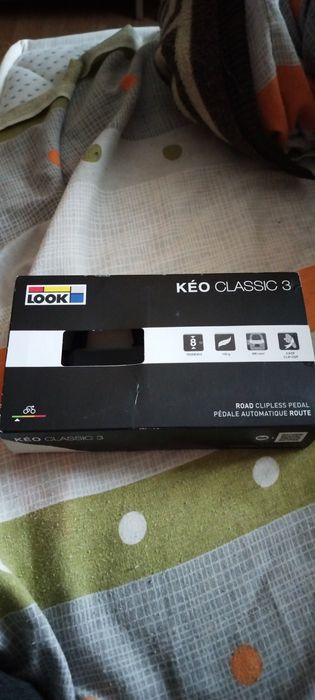 LOOK
KÉO CLASSIC 3
ROAD CLIPLESS PEDAL
PÉDALE AUTOMATIQUE ROUTE
KÉO CLASSIC 3